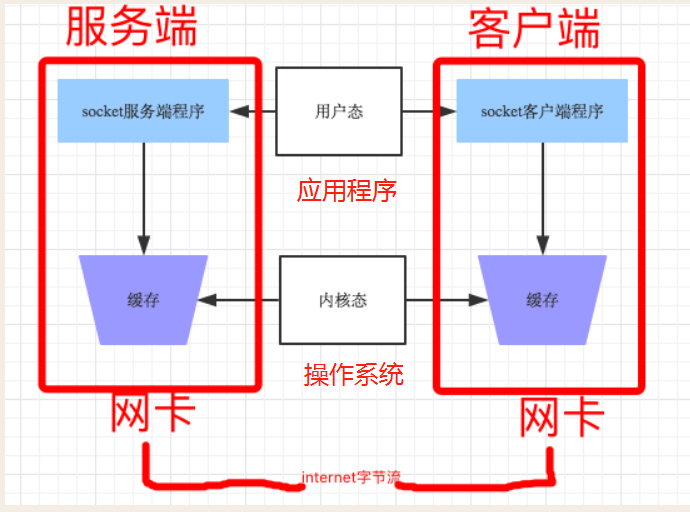 服务端
客户端
socket服务端程序
用户态
socket客户端程序
应用程序
缓存
内核态
缓存
操作系统
网卡
网卡
internet字节流